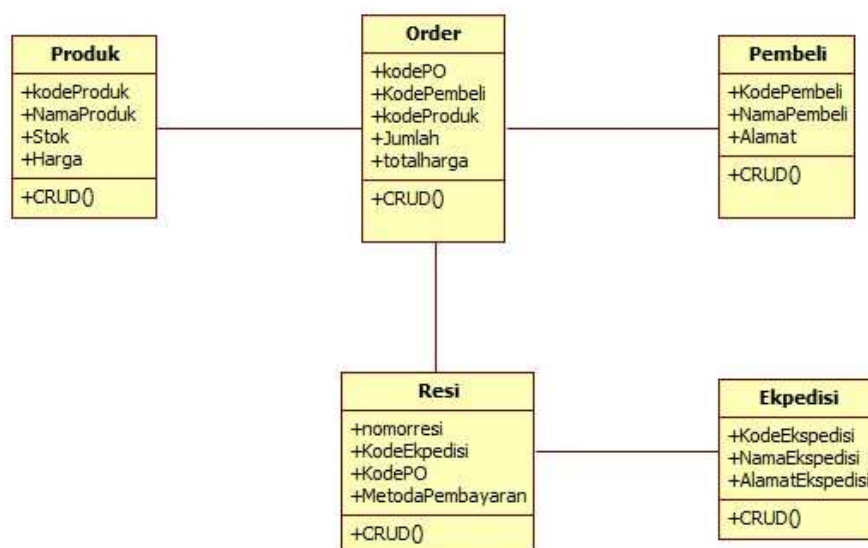 Produk
+kodeProduk
+NamaProduk
+Stok
+Harga
+CRUD()
Order
+kodePO
+KodePembeli
+kodeProduk
+Jumlah
+totalharga
+CRUD()
Pembeli
+KodePembeli
+NamaPembeli
+Alamat
+CRUD()
Resi
+nomorresi
+KodeEkpedisi
+KodePO
+MetodaPembayaran
+CRUD()
Ekpedisi
+KodeEkspedisi
+NamaEkspedisi
+AlamatEkspedisi
+CRUD()